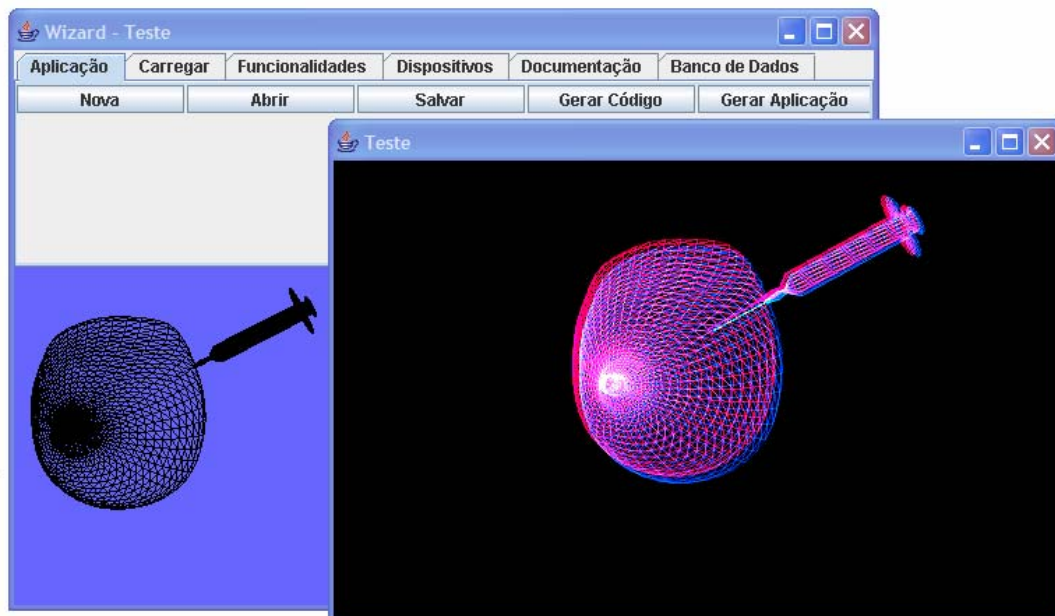 Wizard - Teste
Aplicação Carregar Funcionalidades Dispositivos Documentação Banco de Dados
Nova Abrir Salvar Gerar Código Gerar Aplicação
Teste